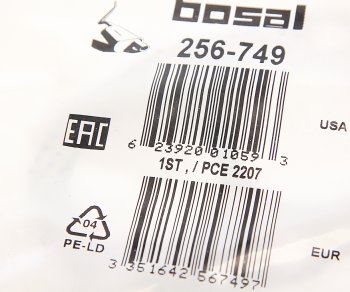 bosal
256-749
EAC
USA
6 23920 01059 3
1ST , / PCE 2207
04
PE-LD
EUR
3 351642 567497